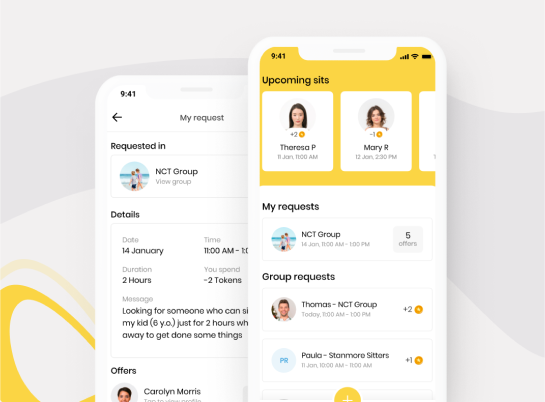 9:41
My request
Requested in
NCT Group
View group
Details
Date
Time
14 January
11:00 AM - 1:0
Duration
You spend
2 Hours
-2 Tokens
Message
Looking for someone who can si
my kid (6 y.o.) just for 2 hours wh
away to get done some things
Offers
Carolyn Morris
Tap to view profile
9:41
Upcoming sits
+2
Theresa P
11 Jan, 11:00 AM
-1
Mary R
12 Jan, 2:30 PM
My requests
NCT Group
14 Jan, 11:00 AM - 1:00 PM
5
offers
Group requests
Thomas - NCT Group
Today, 11:00 AM - 1:00 PM
+2
PR
Paula - Stanmore Sitters
11 Jan, 10:00 AM - 11:00 AM
+1